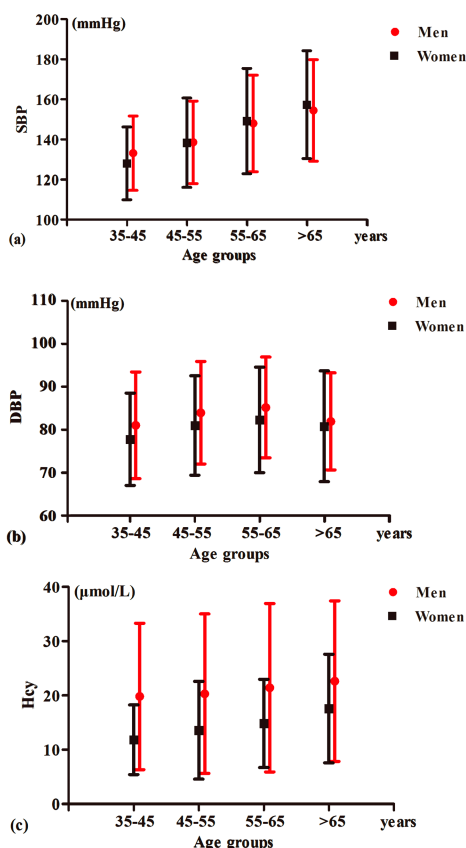 (mmHg)
Men
Women
200
180
160
140
120
100
SBP
35-45 45-55 55-65 >65 years
Age groups
(a)
(mmHg)
Men
Women
110
100
90
80
70
60
DBP
35-45 45-55 55-65 >65 years
Age groups
(b)
(μmol/L)
Men
Women
40
30
20
10
0
Hcy
35-45 45-55 55-65 >65 years
Age groups
(c)